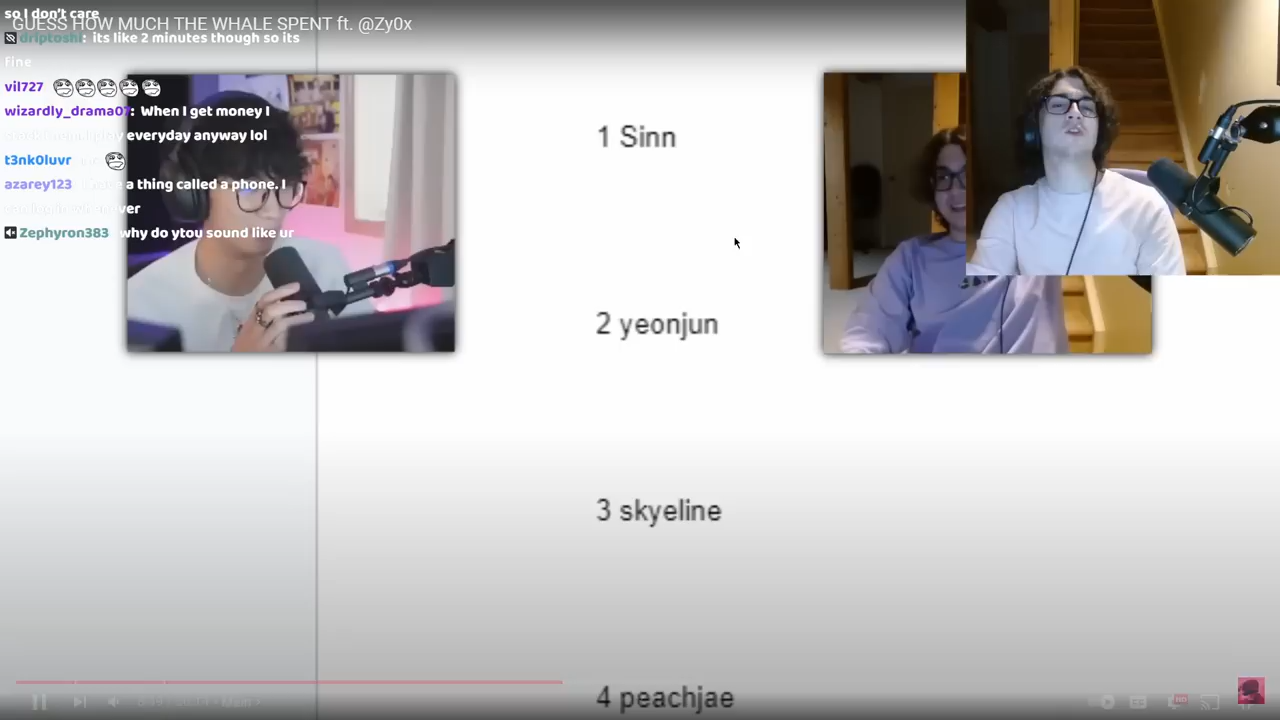 so I don't care
GUESS HOW MUCH THE WHALE SPENT ft. @Zy0x
driptoshi: its like 2 minutes though so its
fine
vil727
wizardly_drama07: When I get money I
everyday anyway lol
t3nk0luvr
azarey123 a thing called a phone. I
Zephyron383 why do ytou sound like ur
1 Sinn
2 yeonjun
3 skyeline
4 peachjae